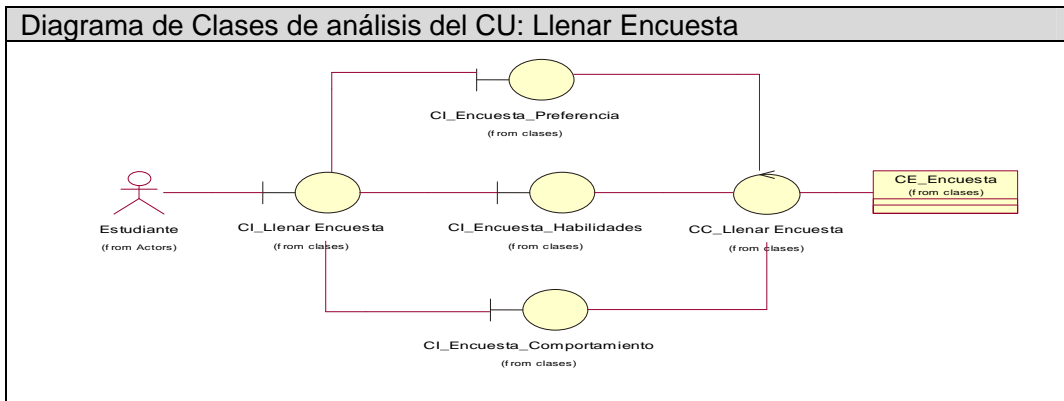 Diagrama de Clases de análisis del CU: Llenar Encuesta
CI_Encuesta_Preferencia
(from clases)
Estudiante
(from Actors)
CI_Llenar Encuesta
(from clases)
CI_Encuesta_Habilidades
(from clases)
CC_Llenar Encuesta
(from clases)
CE_Encuesta
(from clases)
CI_Encuesta_Comportamiento
(from clases)